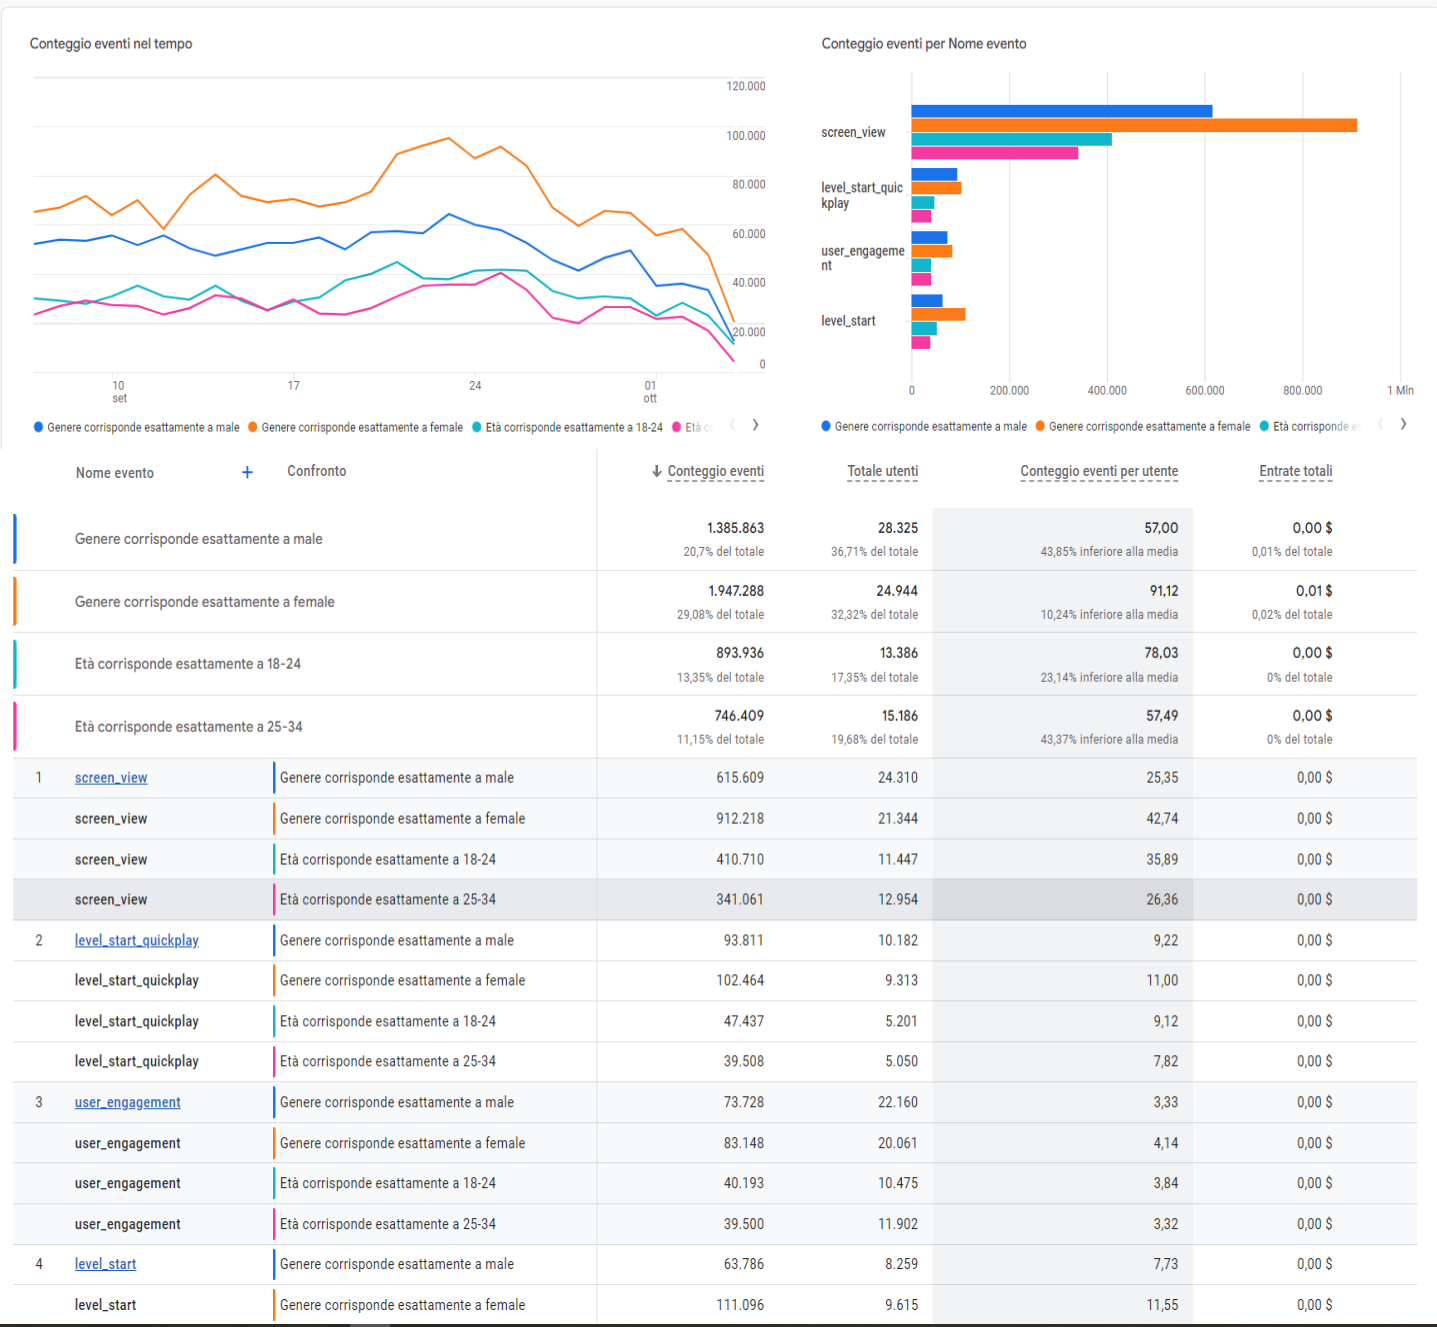 Conteggio eventi nel tempo
120.000
100.000
80.000
60.000
40.000
20.000
0
10
set
17
24
01
ott
Genere corrisponde esattamente a male Genere corrisponde esattamente a female Età corrisponde esattamente a 18-24 Età c
Conteggio eventi per Nome evento
screen_view
level_start_quic
kplay
user_engageme
nt
level_start
0 200.000 400.000 600.000 800.000 1 Mln
Genere corrisponde esattamente a male Genere corrisponde esattamente a female Età corrisponde e
Nome evento + Confronto Conteggio eventi Totale utenti Conteggio eventi per utente Entrate totali
Genere corrisponde esattamente a male 1.385.863 28.325 57,00 0,00 $
20,7% del totale 36,71% del totale 43,85% inferiore alla media 0,01% del totale
Genere corrisponde esattamente a female 1.947.288 24.944 91,12 0,01 $
29,08% del totale 32,32% del totale 10,24% inferiore alla media 0,02% del totale
Età corrisponde esattamente a 18-24 893.936 13.386 78,03 0,00 $
13,35% del totale 17,35% del totale 23,14% inferiore alla media 0% del totale
Età corrisponde esattamente a 25-34 746.409 15.186 57,49 0,00 $
11,15% del totale 19,68% del totale 43,37% inferiore alla media 0% del totale
1 screen_view Genere corrisponde esattamente a male 615.609 24.310 25,35 0,00 $
screen_view Genere corrisponde esattamente a female 912.218 21.344 42,74 0,00 $
screen_view Età corrisponde esattamente a 18-24 410.710 11.447 35,89 0,00 $
screen_view Età corrisponde esattamente a 25-34 341.061 12.954 26,36 0,00 $
2 level_start_quickplay Genere corrisponde esattamente a male 93.811 10.182 9,22 0,00 $
level_start_quickplay Genere corrisponde esattamente a female 102.464 9.313 11,00 0,00 $
level_start_quickplay Età corrisponde esattamente a 18-24 47.437 5.201 9,12 0,00 $
level_start_quickplay Età corrisponde esattamente a 25-34 39.508 5.050 7,82 0,00 $
3 user_engagement Genere corrisponde esattamente a male 73.728 22.160 3,33 0,00 $
user_engagement Genere corrisponde esattamente a female 83.148 20.061 4,14 0,00 $
user_engagement Età corrisponde esattamente a 18-24 40.193 10.475 3,84 0,00 $
user_engagement Età corrisponde esattamente a 25-34 39.500 11.902 3,32 0,00 $
4 level_start Genere corrisponde esattamente a male 63.786 8.259 7,73 0,00 $
level_start Genere corrisponde esattamente a female 111.096 9.615 11,55 0,00 $